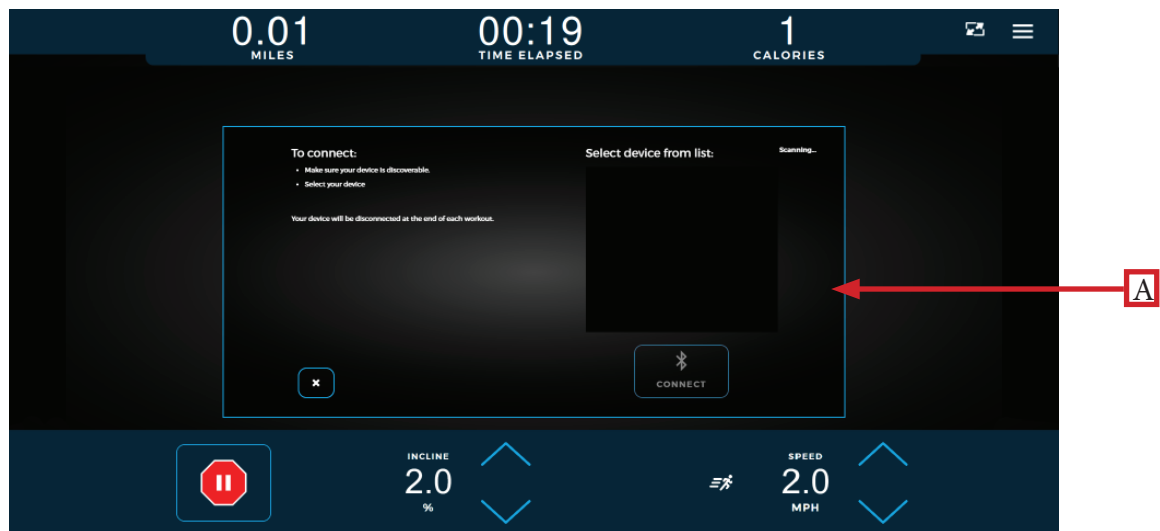 0.01
MILES
00:19
TIME ELAPSED
1
CALORIES
To connect:
• Make sure your device is discoverable.
• Select your device
Your device will be disconnected at the end of each workout.
Select device from list:
Scanning...
CONNECT
A
INCLINE
2.0
%
SPEED
2.0
MPH